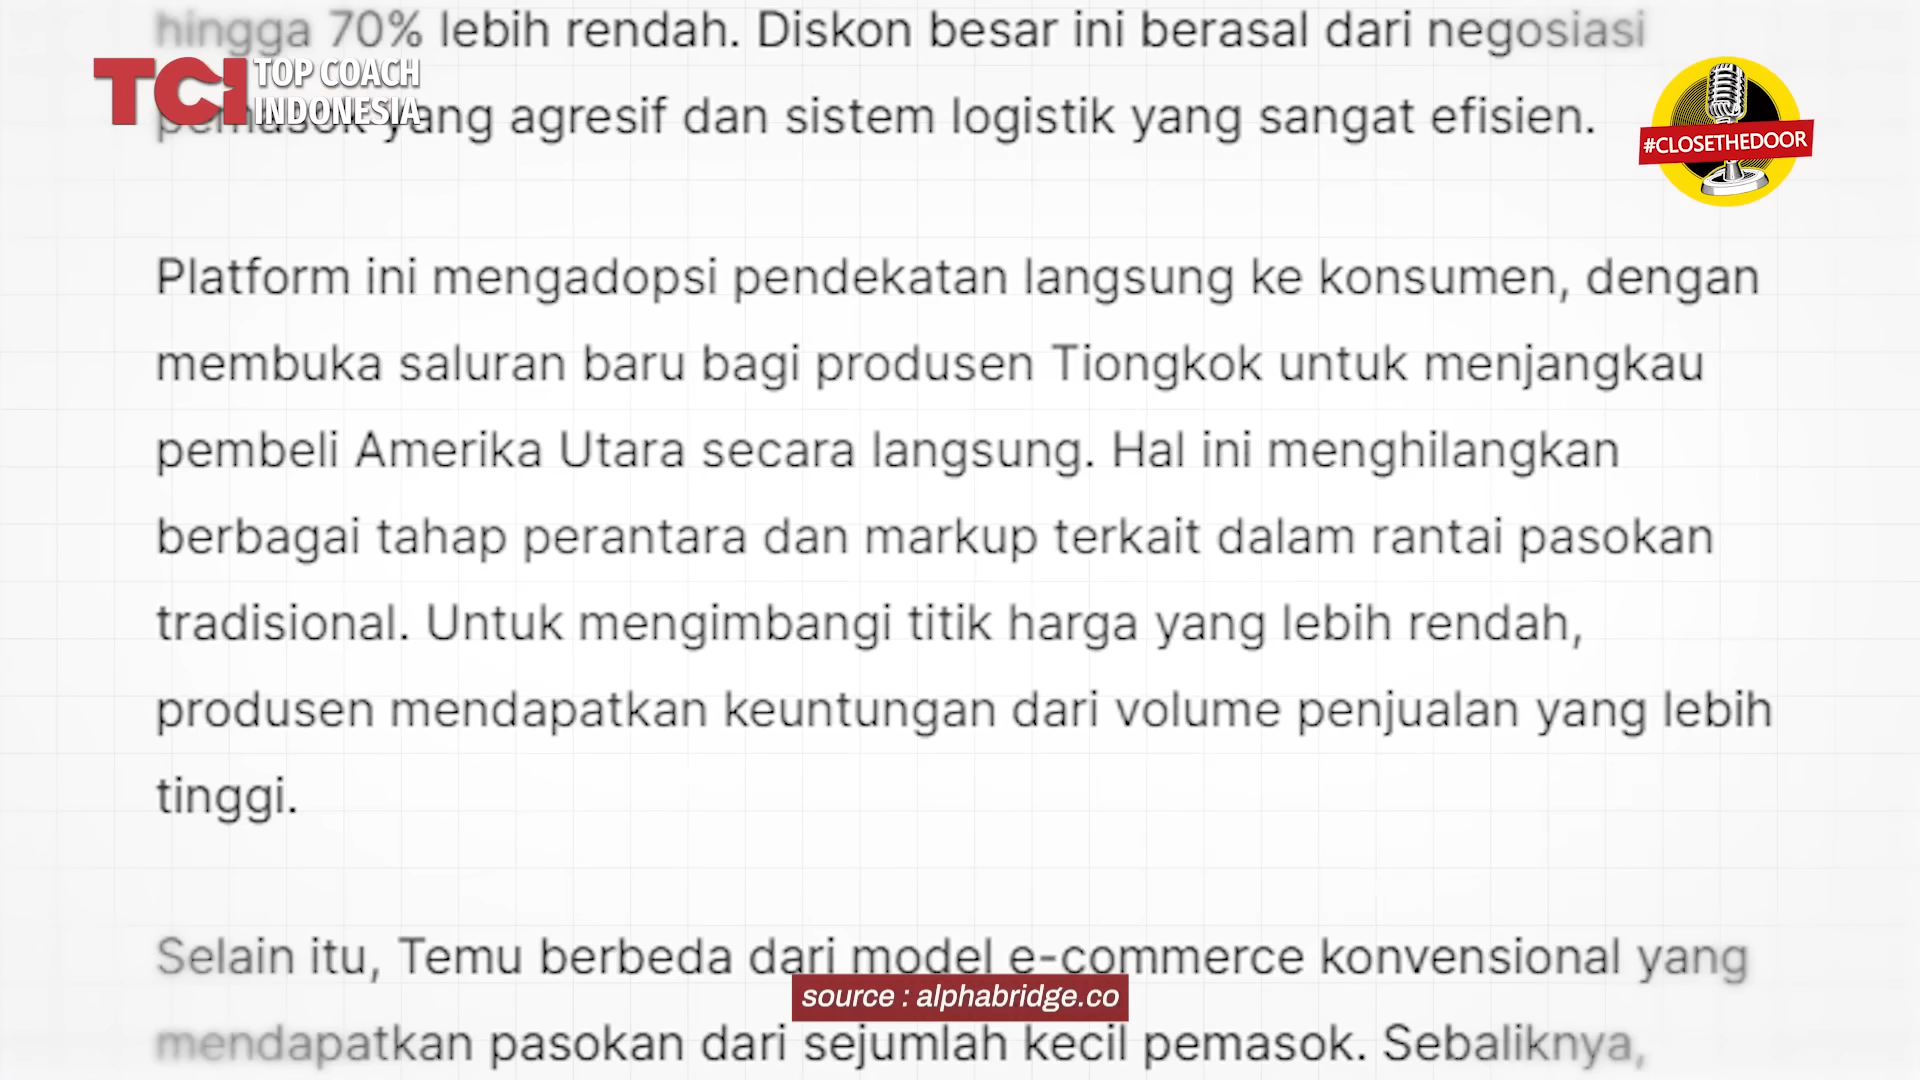 hingga 70% lebih rendah. Diskon besar ini berasal dari negosiasi
TCI TOP COACH INDONESIA
pemasok yang agresif dan sistem logistik yang sangat efisien.
#CLOSETHEDOOR
Platform ini mengadopsi pendekatan langsung ke konsumen, dengan
membuka saluran baru bagi produsen Tiongkok untuk menjangkau
pembeli Amerika Utara secara langsung. Hal ini menghilangkan
berbagai tahap perantara dan markup terkait dalam rantai pasokan
tradisional. Untuk mengimbangi titik harga yang lebih rendah,
produsen mendapatkan keuntungan dari volume penjualan yang lebih
tinggi.
Selain itu, Temu berbeda dari model e-commerce konvensional yang
source : alphabridge.co
mendapatkan pasokan dari sejumlah kecil pemasok. Sebaliknya,